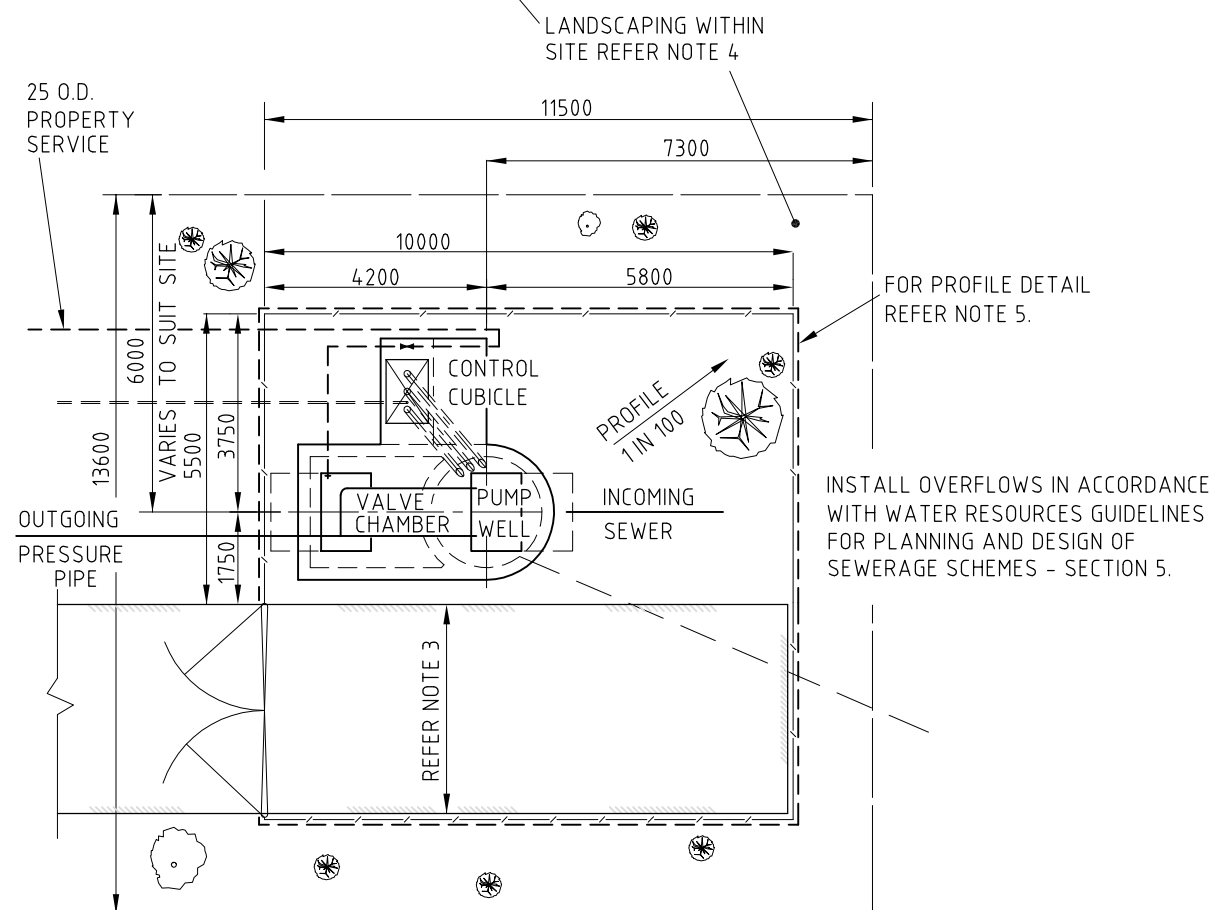 LANDSCAPING WITHIN
SITE REFER NOTE 4
25 O.D.
PROPERTY
SERVICE
11500
7300
10000
4200
5800
FOR PROFILE DETAIL
REFER NOTE 5.
6000
VARIES TO SUIT SITE
13600
5500
3750
1750
CONTROL
CUBICLE
PROFILE
1 IN 100
VALVE
CHAMBER
PUMP
WELL
INCOMING
SEWER
OUTGOING
PRESSURE
PIPE
INSTALL OVERFLOWS IN ACCORDANCE
WITH WATER RESOURCES GUIDELINES
FOR PLANNING AND DESIGN OF
SEWERAGE SCHEMES - SECTION 5.
REFER NOTE 3